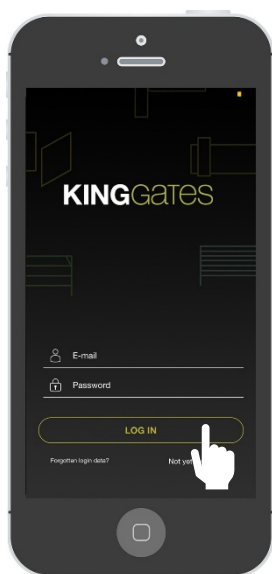 KINGGates
E-mail
Password
LOG IN
Forgotten login data? Not yet